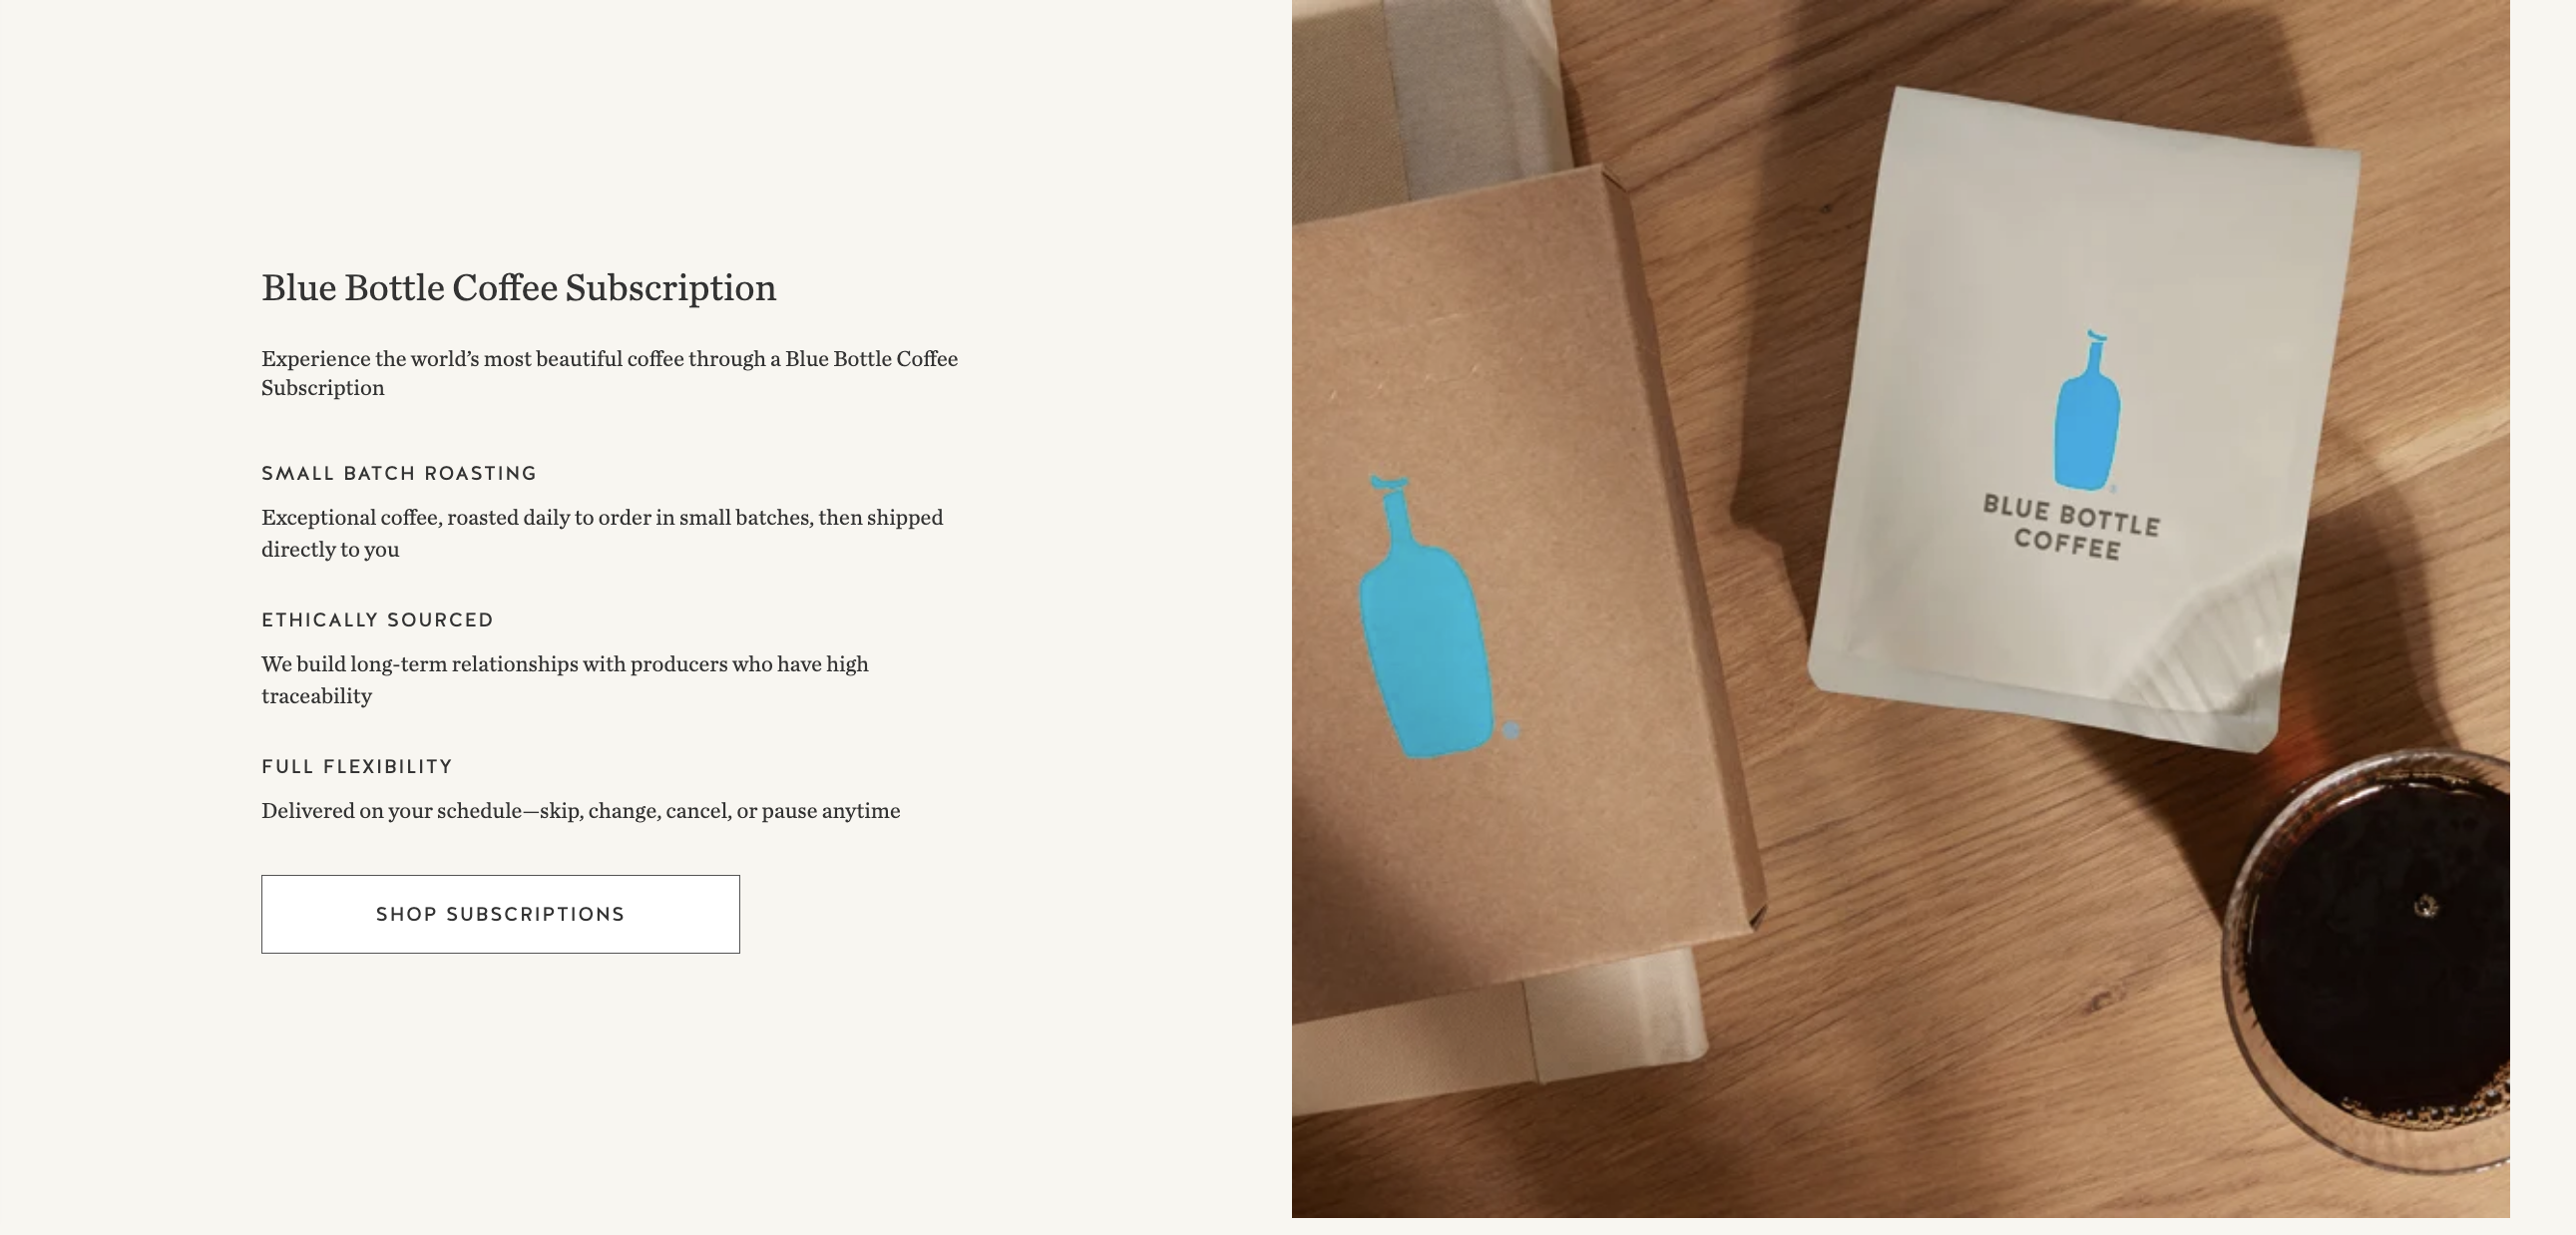 Blue Bottle Coffee Subscription
Experience the world’s most beautiful coffee through a Blue Bottle Coffee
Subscription
SMALL BATCH ROASTING
Exceptional coffee, roasted daily to order in small batches, then shipped
directly to you
ETHICALLY SOURCED
We build long-term relationships with producers who have high
traceability
FULL FLEXIBILITY
Delivered on your schedule—skip, change, cancel, or pause anytime
SHOP SUBSCRIPTIONS
BLUE BOTTLE
COFFEE